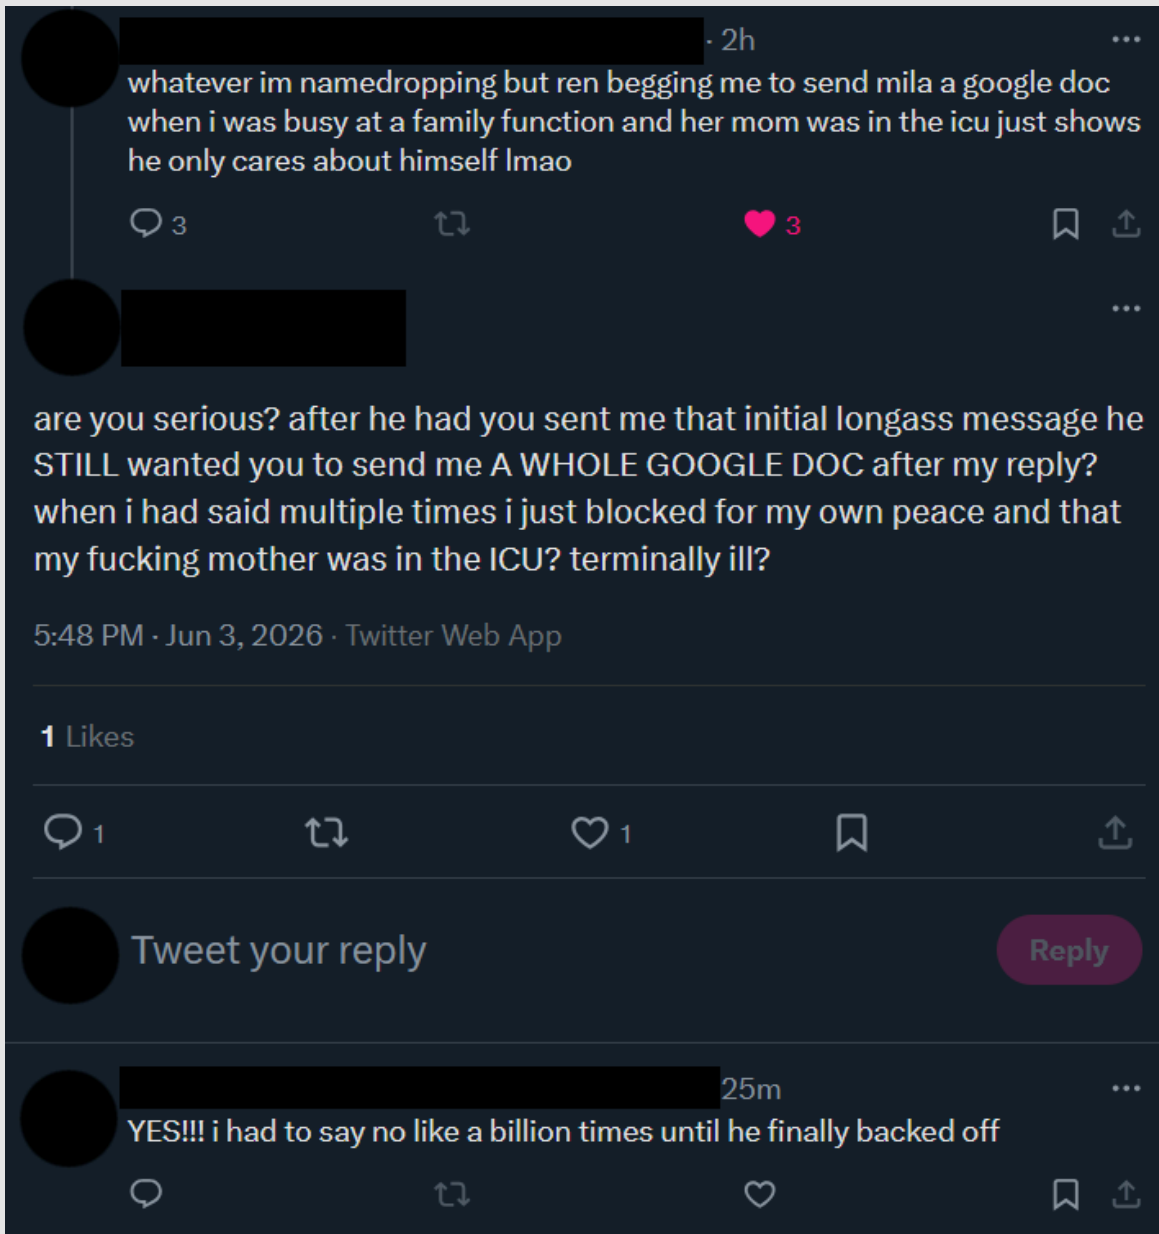 · 2h
whatever im namedropping but ren begging me to send mila a google doc
when i was busy at a family function and her mom was in the icu just shows
he only cares about himself lmao
3
3
are you serious? after he had you sent me that initial longass message he
STILL wanted you to send me A WHOLE GOOGLE DOC after my reply?
when i had said multiple times i just blocked for my own peace and that
my fucking mother was in the ICU? terminally ill?
5:48 PM · Jun 3, 2026 · Twitter Web App
1 Likes
1
1
Tweet your reply
Reply
25m
YES!!! i had to say no like a billion times until he finally backed off